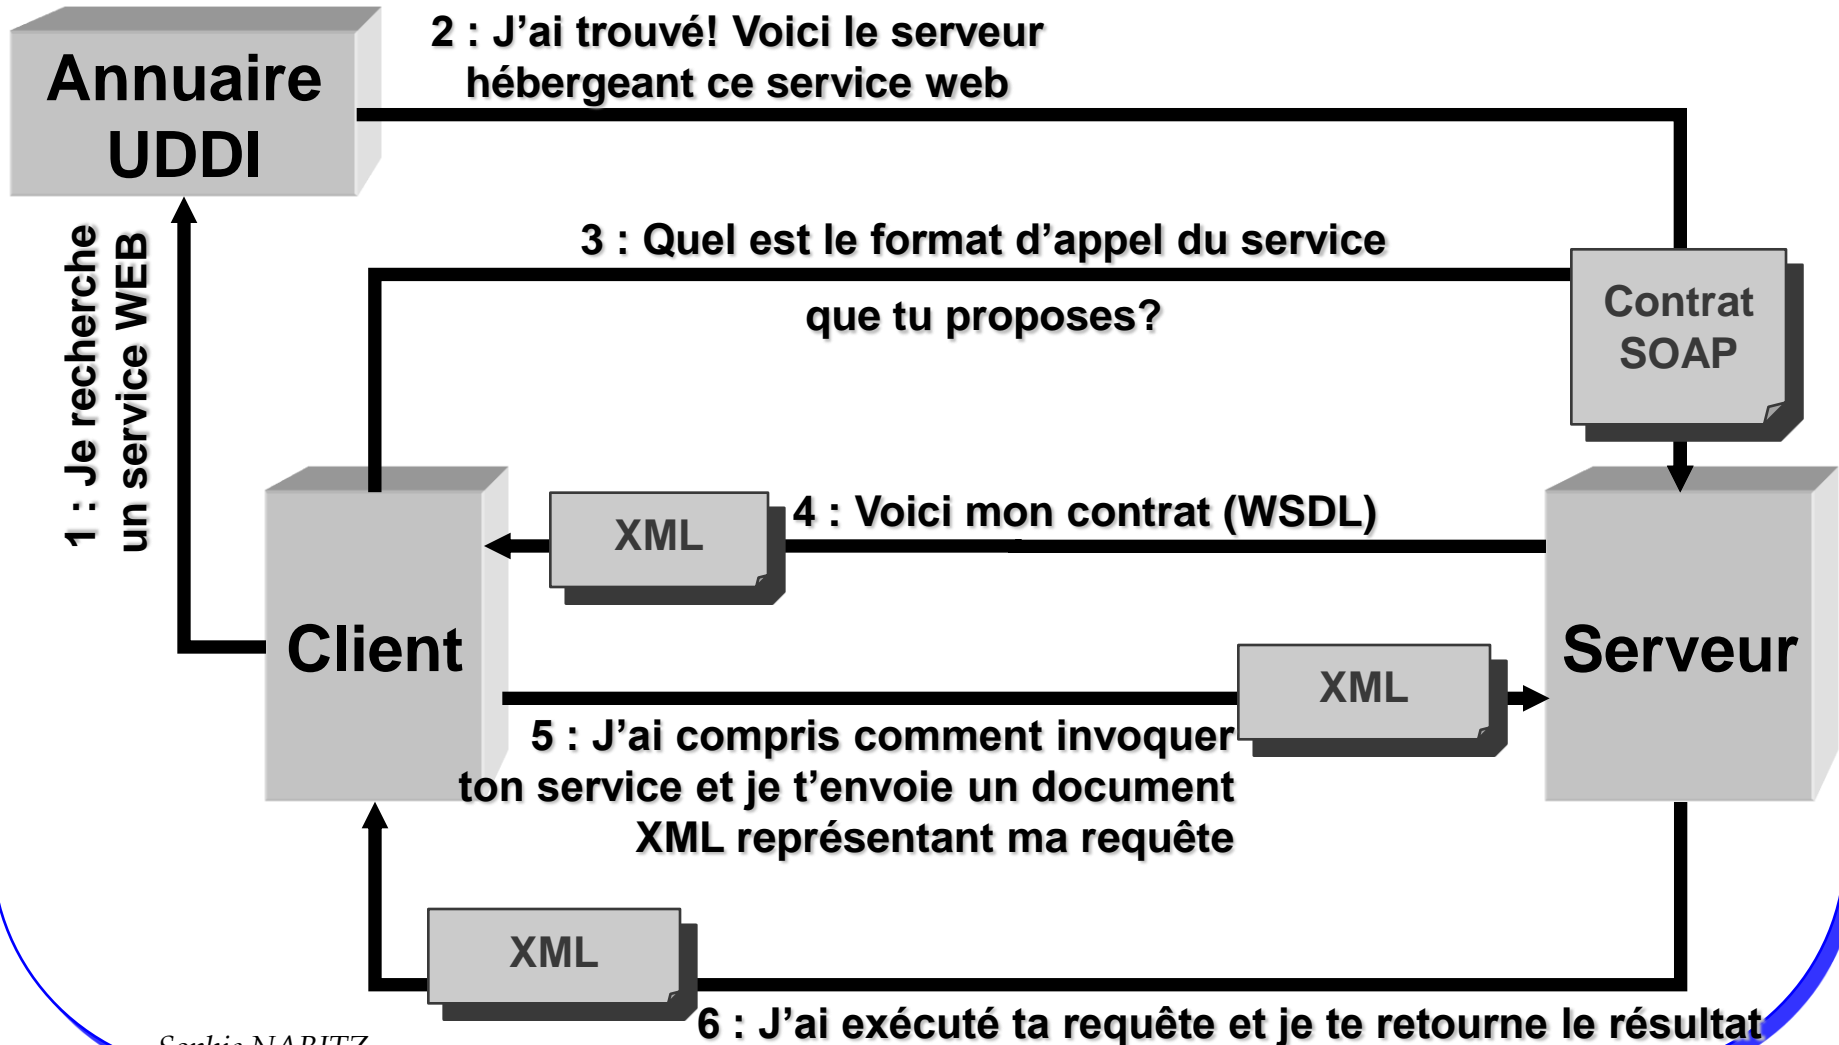 2 : J'ai trouvé! Voici le serveur
hébergeant ce service web
Annuaire
UDDI
1 : Je recherche
un service WEB
3 : Quel est le format d'appel du service
que tu proposes?
Contrat
SOAP
XML
4 : Voici mon contrat (WSDL)
Client
Serveur
XML
5 : J'ai compris comment invoquer
ton service et je t'envoie un document
XML représentant ma requête
XML
6 : J'ai exécuté ta requête et je te retourne le résultat
Sophie NABITZ